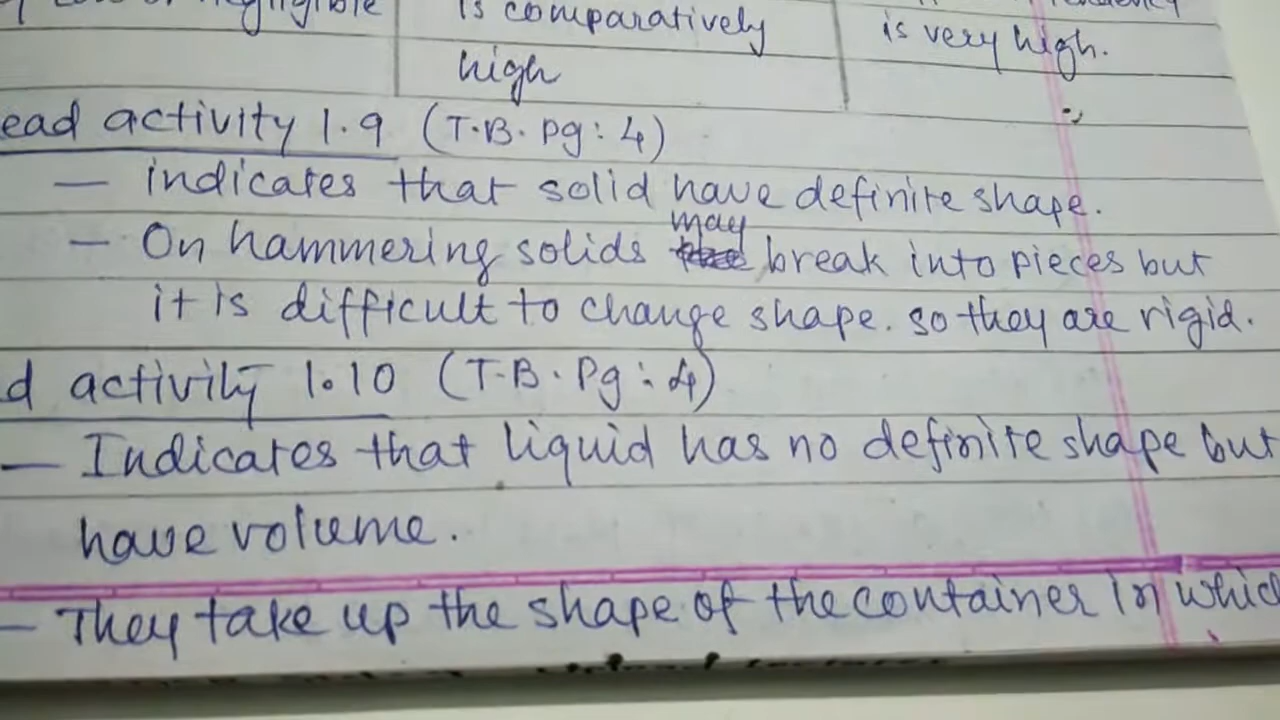 negligible is comparatively
high
is very high.
ead activity 1.9 (T.B. pg: 4)
— indicates that solid have definite shape.
may
— On hammering solids break into pieces but
it is difficult to change shape. so they are rigid.
d activity 1.10 (T.B. Pg: 4)
— Indicates that liquid has no definite shape but
have volume.
— They take up the shape of the container in which